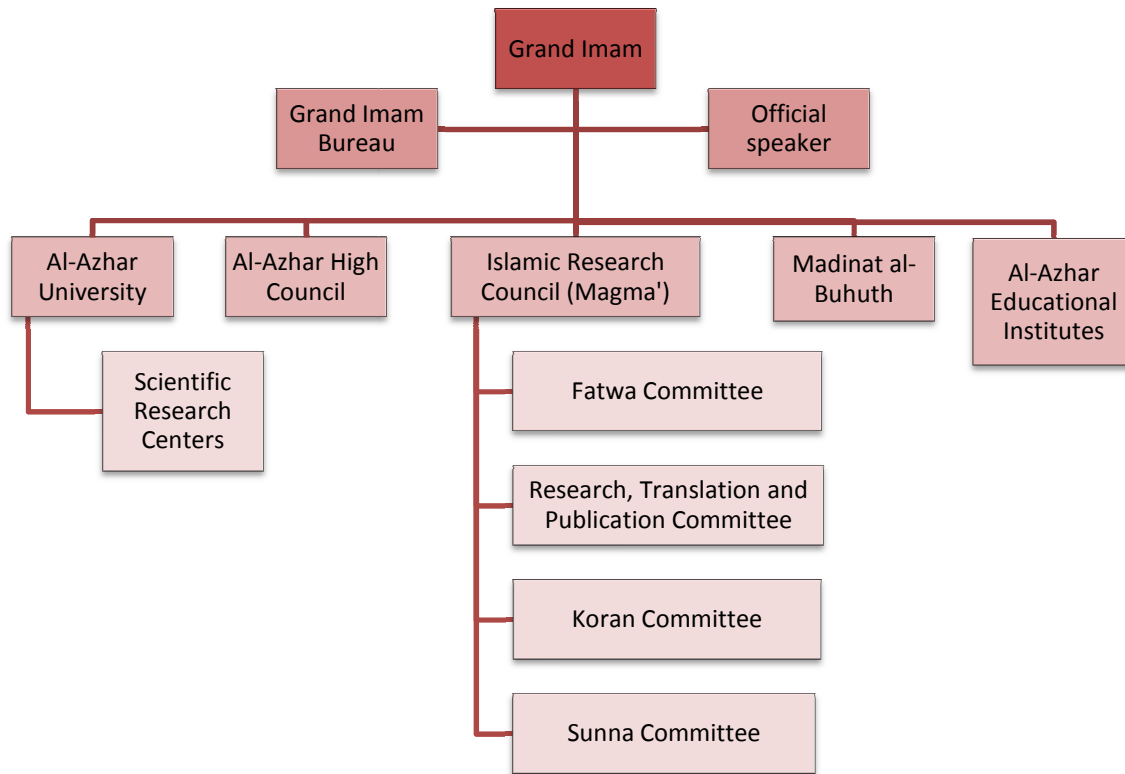 Grand Imam
Grand Imam
Bureau
Official
speaker
Al-Azhar
University
Al-Azhar High
Council
Islamic Research
Council (Magma')
Madinat al-
Buhuth
Al-Azhar
Educational
Institutes
Scientific
Research
Centers
Fatwa Committee
Research, Translation and
Publication Committee
Koran Committee
Sunna Committee